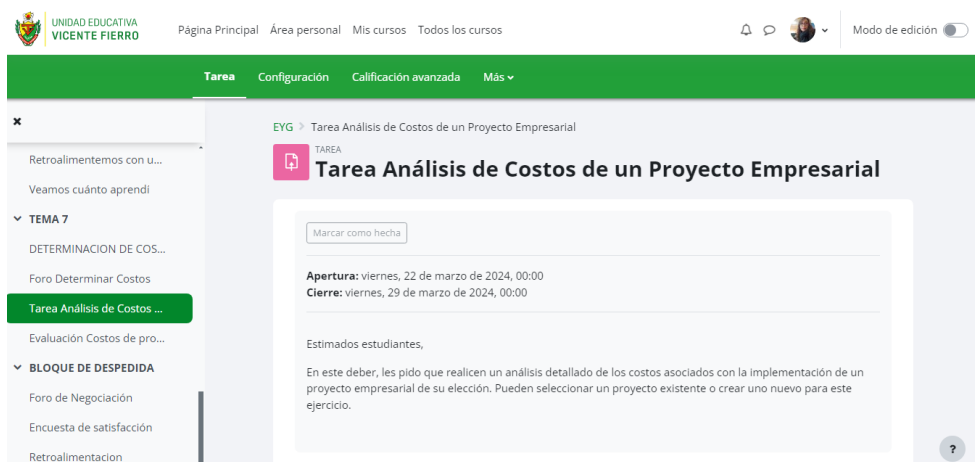 UNIDAD EDUCATIVA
VICENTE FIERRO
Página Principal Área personal Mis cursos Todos los cursos
Modo de edición
Tarea Configuración Calificación avanzada Más
Retroalimentemos con u...
Veamos cuánto aprendi
TEMA 7
DETERMINACION DE COS...
Foro Determinar Costos
Tarea Análisis de Costos ...
Evaluación Costos de pro...
BLOQUE DE DESPEDIDA
Foro de Negociación
Encuesta de satisfacción
Retroalimentacion
EYG > Tarea Análisis de Costos de un Proyecto Empresarial
TAREA
Tarea Análisis de Costos de un Proyecto Empresarial
Marcar como hecha
Apertura: viernes, 22 de marzo de 2024, 00:00
Cierre: viernes, 29 de marzo de 2024, 00:00
Estimados estudiantes,
En este deber, les pido que realicen un análisis detallado de los costos asociados con la implementación de un
proyecto empresarial de su elección. Pueden seleccionar un proyecto existente o crear uno nuevo para este
ejercicio.
?